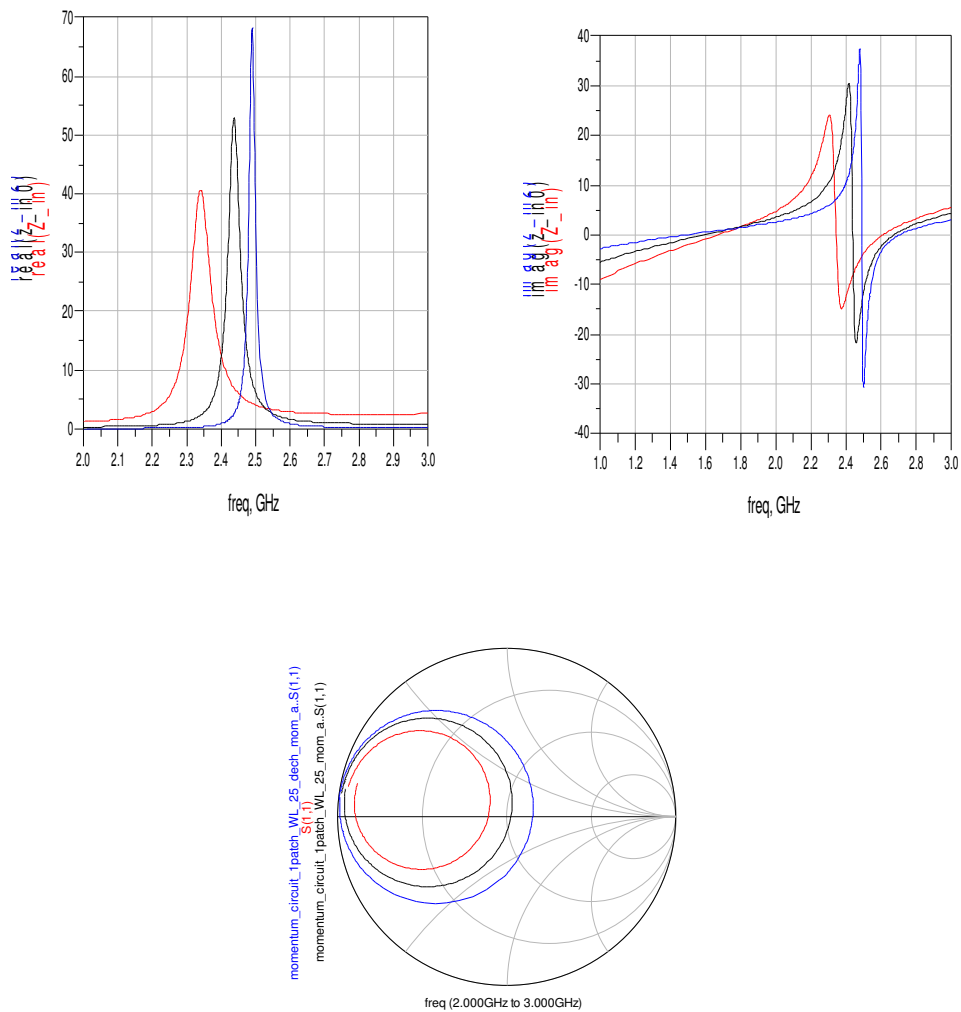 70
60
50
40
30
20
10
0
2.0 2.1 2.2 2.3 2.4 2.5 2.6 2.7 2.8 2.9 3.0
freq, GHz
real(Z_in)
40
30
20
10
0
-10
-20
-30
-40
1.0 1.2 1.4 1.6 1.8 2.0 2.2 2.4 2.6 2.8 3.0
freq, GHz
imag(Z_in)
momentum_circuit_1patch_WL_25_dech_mom_a..S(1,1)
S(1,1)
momentum_circuit_1patch_WL_25_mom_a..S(1,1)
freq (2.000GHz to 3.000GHz)